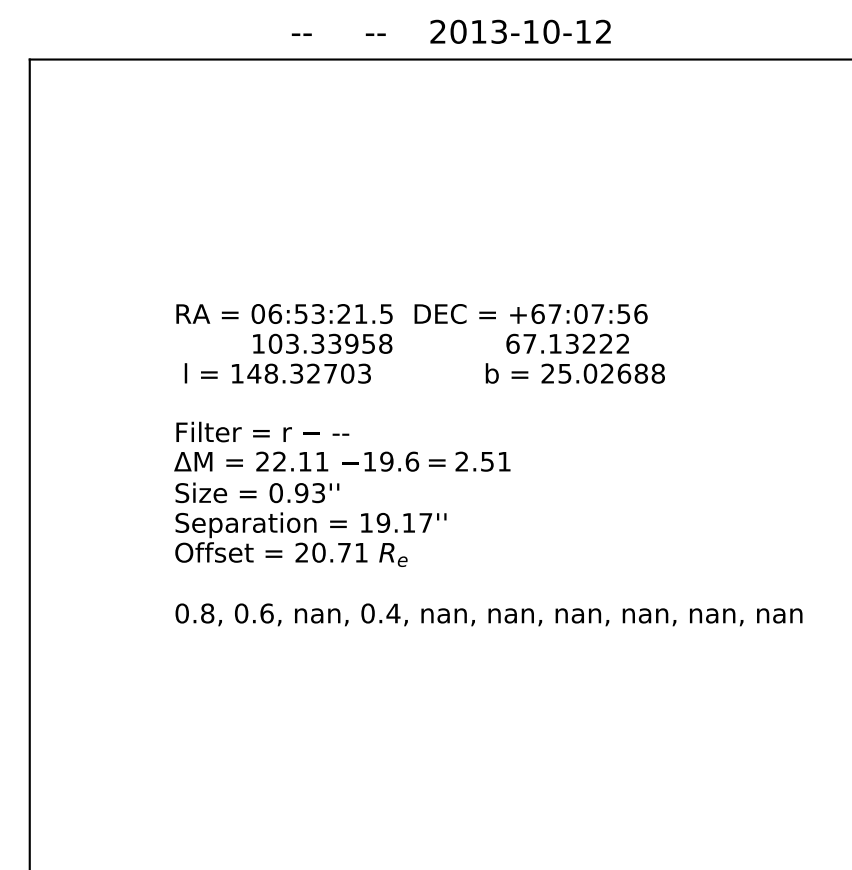 -- -- 2013-10-12
RA = 06:53:21.5 DEC = +67:07:56
103.33958 67.13222
l = 148.32703 b = 25.02688
Filter = r − --
ΔM = 22.11 −19.6 = 2.51
Size = 0.93''
Separation = 19.17''
Offset = 20.71 Rₑ
0.8, 0.6, nan, 0.4, nan, nan, nan, nan, nan, nan